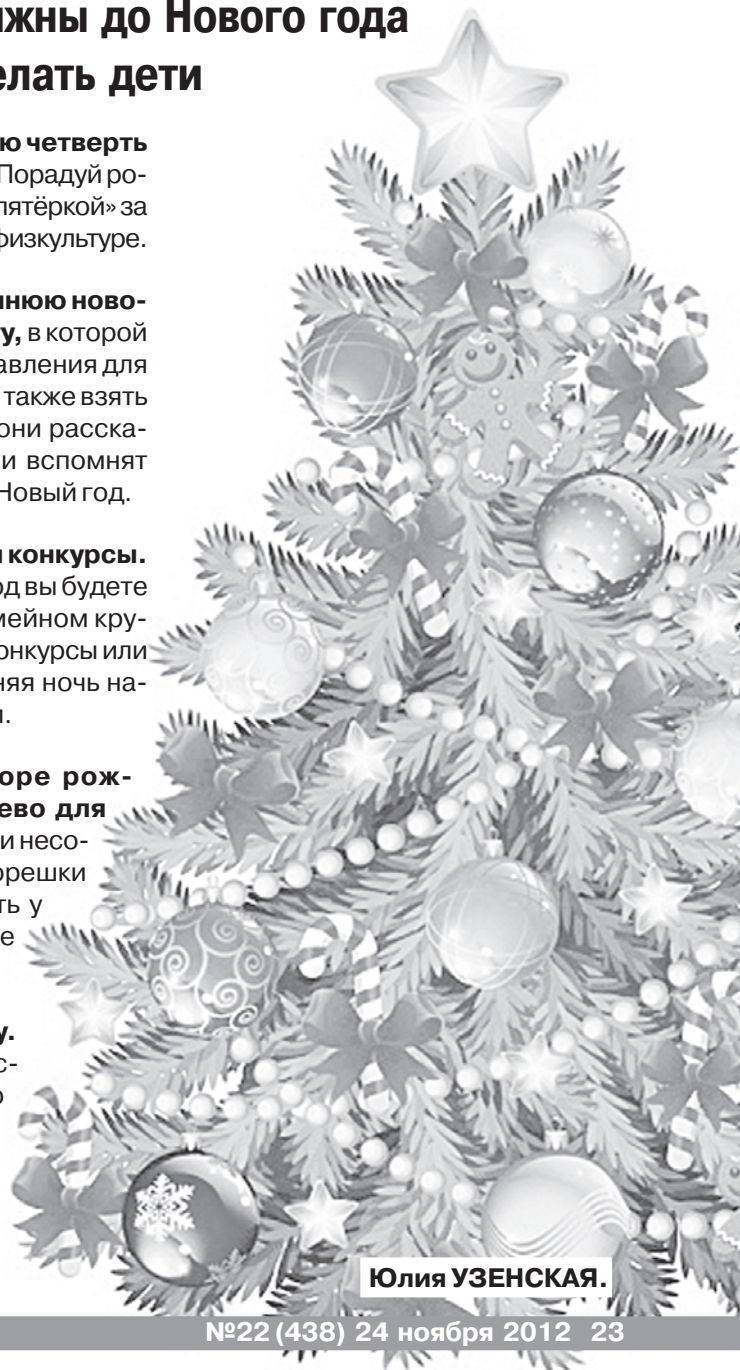 жны до Нового года
елать дети
ю четверть
Порадуй ро-
пятёркой» за
физкультуре.
нюю ново-
у, в которой
авления для
также взять
они расска-
и вспомнят
Новый год.
и конкурсы.
од вы будете
мейном кру-
онкурсы или
няя ночь на-
и.
оре рож-
ево для
и несо-
орешки
ть у
е
у.
с-
о
Юлия УЗЕНСКАЯ.
№22 (438) 24 ноября 2012 23